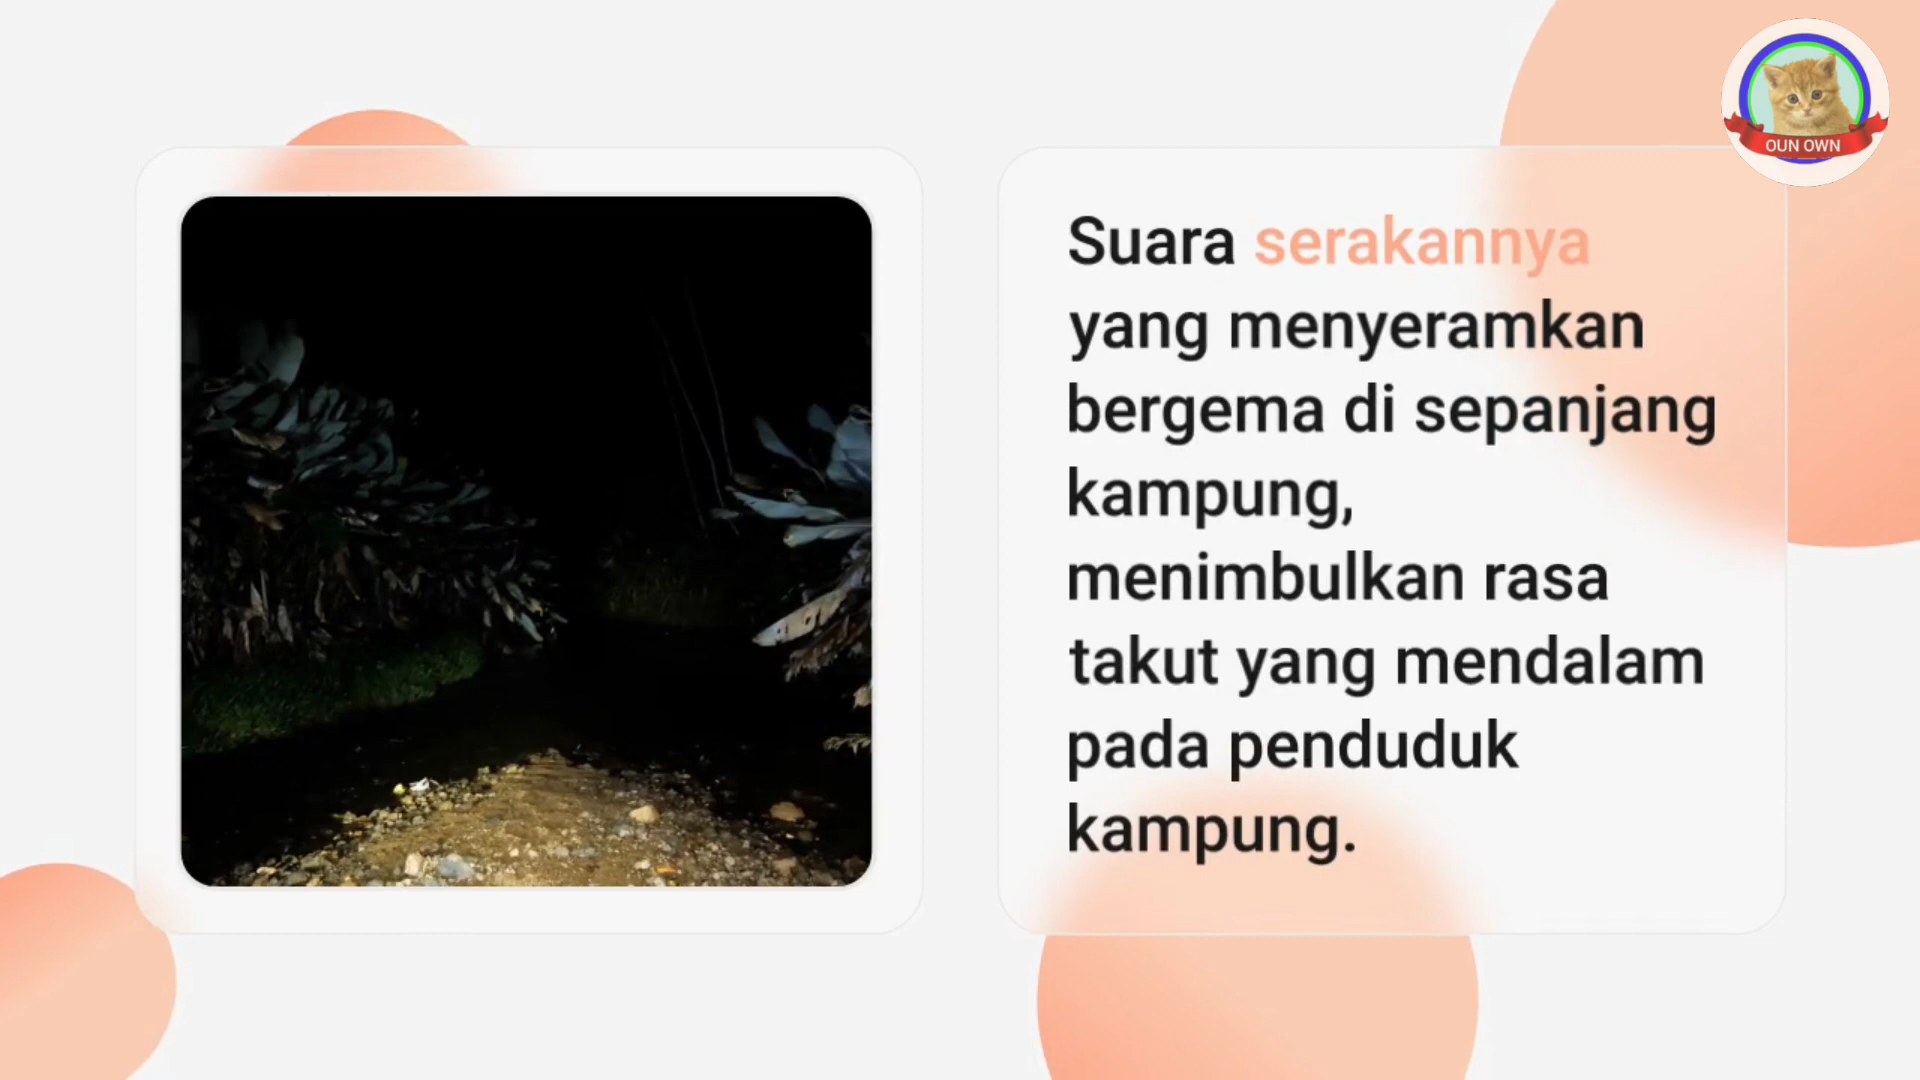 OUN OWN
Suara serakannya
yang menyeramkan
bergema di sepanjang
kampung,
menimbulkan rasa
takut yang mendalam
pada penduduk
kampung.